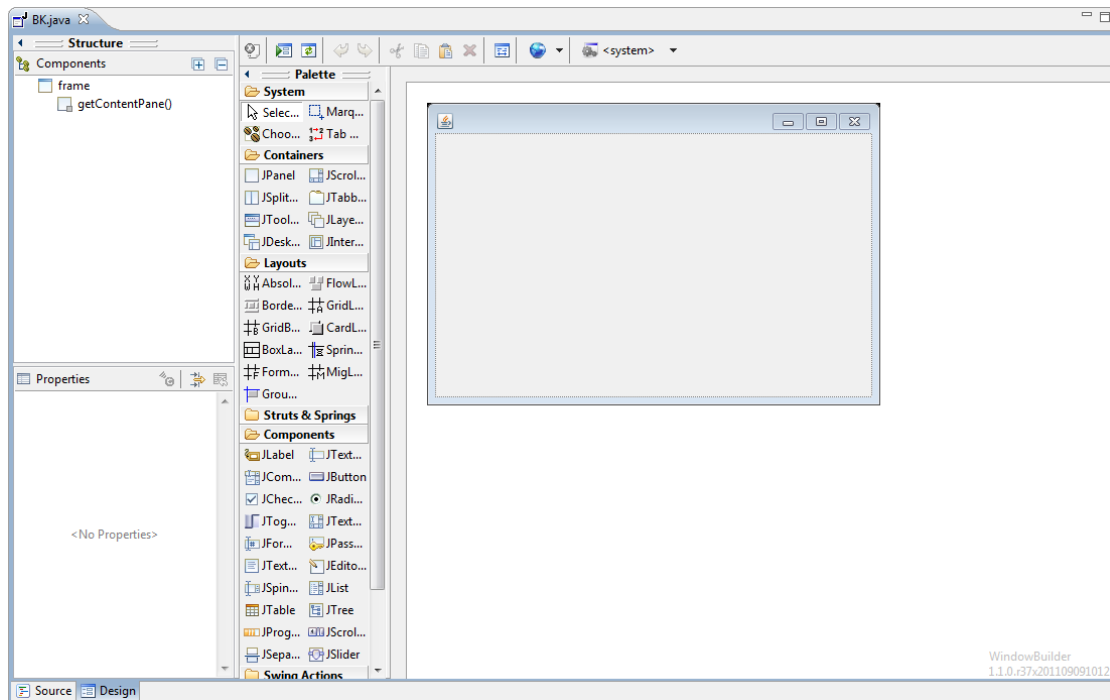 BK.java
Structure
Components
frame
getContentPane()
Properties
<No Properties>
<system>
Palette
System
Selec... Marq...
Choo... Tab ...
Containers
JPanel JScrol...
JSplit... JTabb...
JTool... JLaye...
JDesk... JInter...
Layouts
Absol... FlowL...
Borde... GridL...
GridB... CardL...
BoxLa... Sprin...
Form... MigL...
Grou...
Struts & Springs
Components
JLabel JText...
JCom... JButton
JChec... JRadi...
JTog... JText...
JFor... JPass...
JText... JEdito...
JSpin... JList
JTable JTree
JProg... JScrol...
JSepa... JSlider
Swing Actions
WindowBuilder
1.1.0.r37x201109091012
Source Design